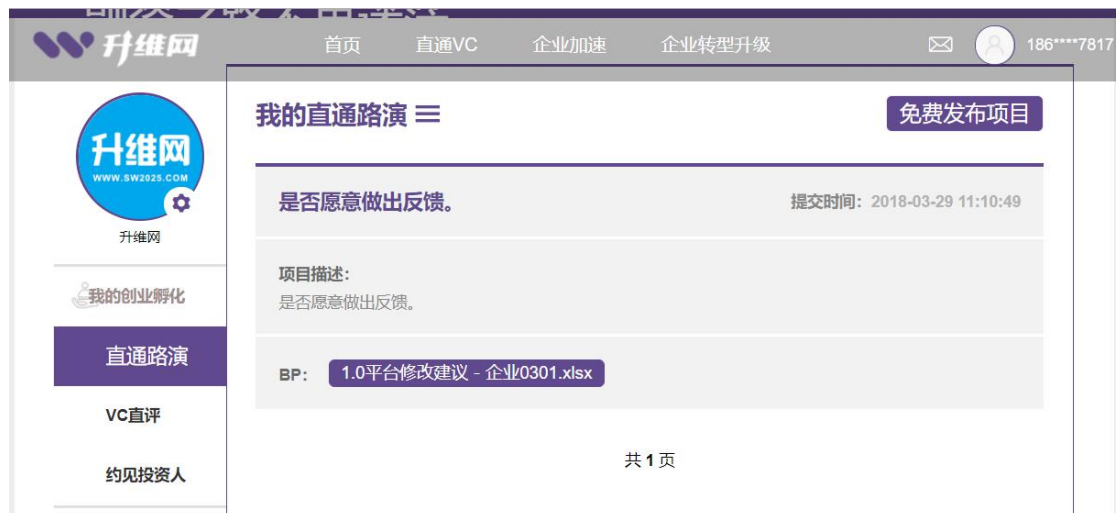 升维网
首页
直通VC
企业加速
企业转型升级
186****7817
升维网
WWW.SW2025.COM
升维网
我的创业孵化
直通路演
VC直评
约见投资人
我的直通路演
免费发布项目
是否愿意做出反馈。
提交时间：2018-03-29 11:10:49
项目描述：
是否愿意做出反馈。
BP： 1.0平台修改建议 - 企业0301.xlsx
共 1 页